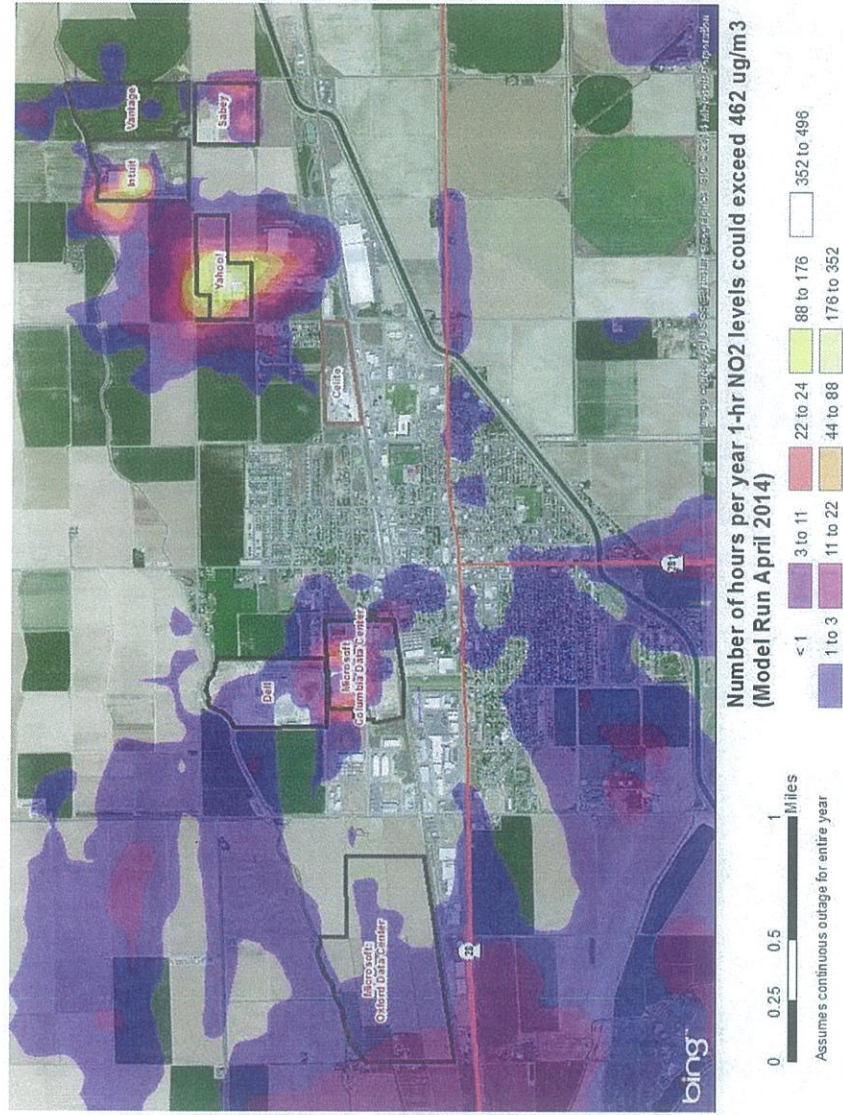 Vantage
Intuit
Sabey
Yahoo!
Dell
Microsoft
Columbia Data Center
Microsoft:
Oxford Data Center
28
281
bing
Microsoft Corporation
Number of hours per year 1-hr NO2 levels could exceed 462 ug/m3
(Model Run April 2014)
0 0.25 0.5 1
Miles
Assumes continuous outage for entire year
< 1 3 to 11 22 to 24 88 to 176 352 to 496
1 to 3 11 to 22 44 to 88 176 to 352